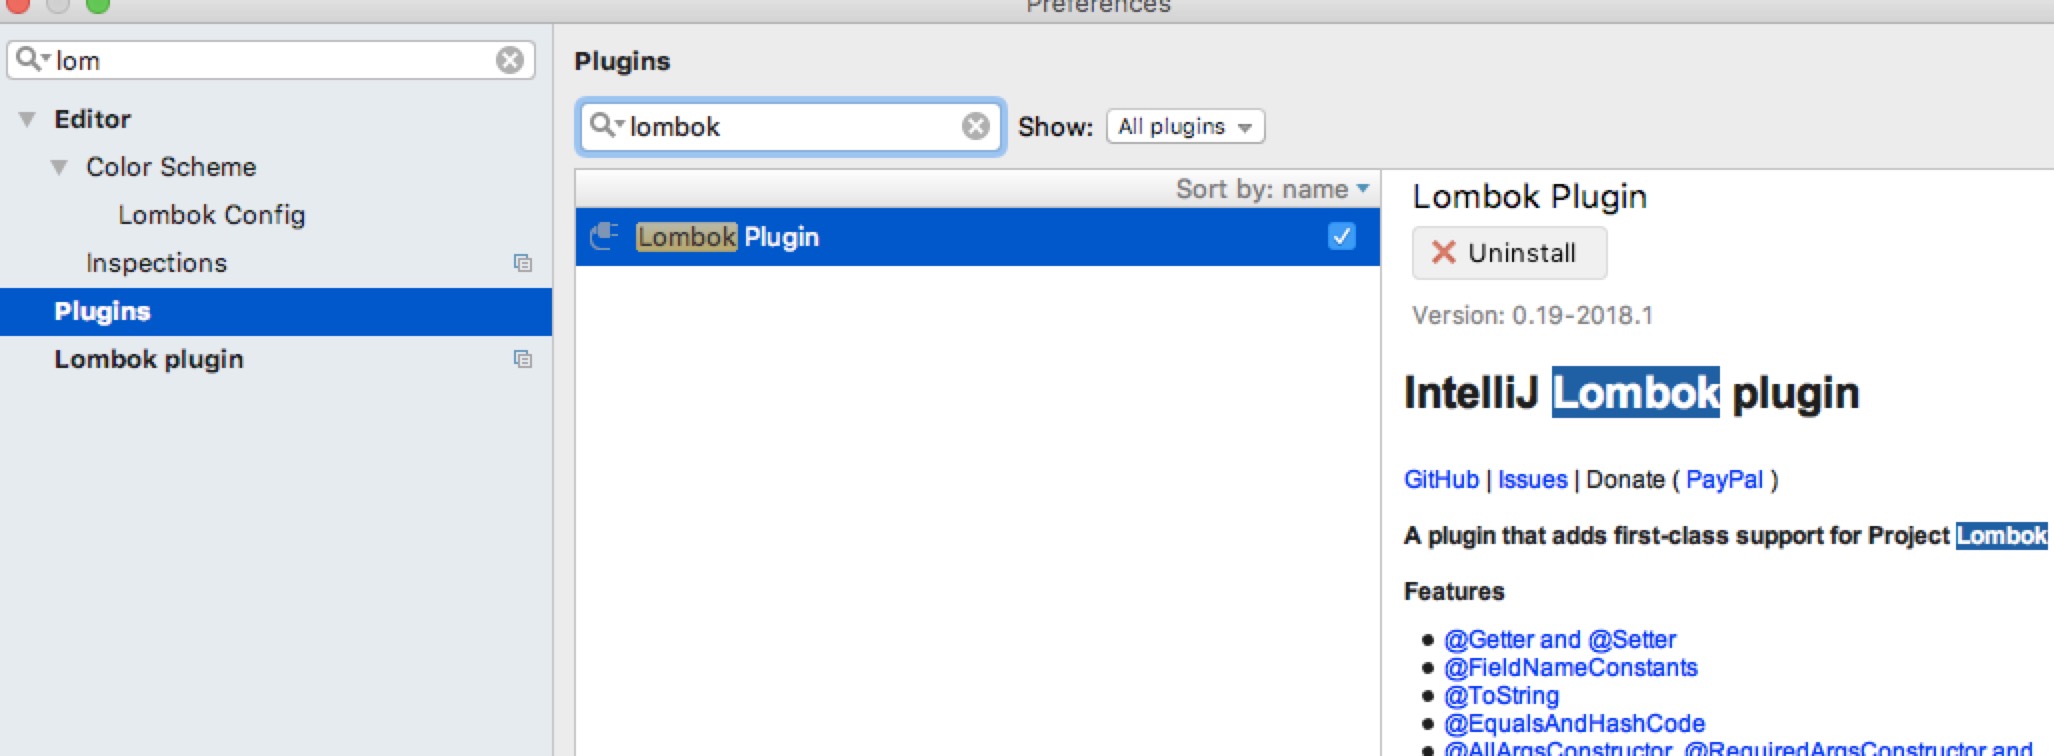 Preferences
lom
Editor
Color Scheme
Lombok Config
Inspections
Plugins
Lombok plugin
Plugins
lombok
Show: All plugins
Sort by: name
Lombok Plugin
Lombok Plugin
Uninstall
Version: 0.19-2018.1
IntelliJ Lombok plugin
GitHub | Issues | Donate ( PayPal )
A plugin that adds first-class support for Project Lombok
Features
@Getter and @Setter
@FieldNameConstants
@ToString
@EqualsAndHashCode
@AllArgsConstructor, @RequiredArgsConstructor and